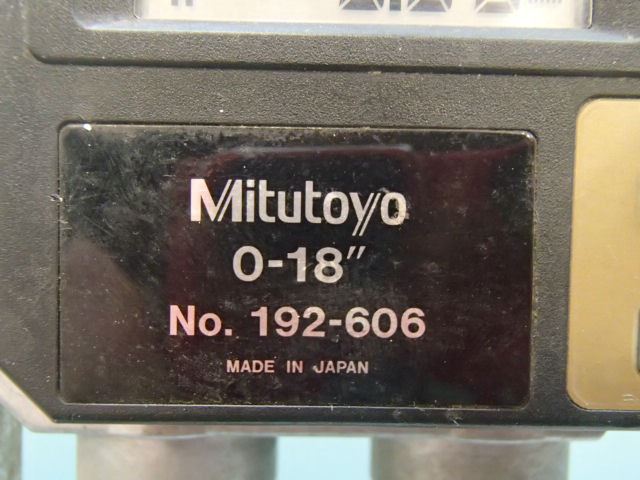 Mitutoyo
0-18"
No. 192-606
MADE IN JAPAN